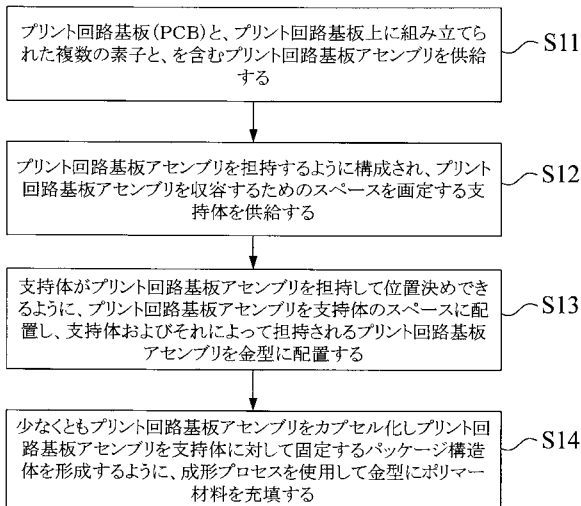 プリント回路基板(PCB)と、プリント回路基板上に組み立てら
れた複数の素子と、を含むプリント回路基板アセンブリを供給
する
S11
プリント回路基板アセンブリを担持するように構成され、プリント
回路基板アセンブリを収容するためのスペースを画定する支
持体を供給する
S12
支持体がプリント回路基板アセンブリを担持して位置決めできる
ように、プリント回路基板アセンブリを支持体のスペースに配
置し、支持体およびそれによって担持されるプリント回路基板
アセンブリを金型に配置する
S13
少なくともプリント回路基板アセンブリをカプセル化しプリント回
路基板アセンブリを支持体に対して固定するパッケージ構造
体を形成するように、成形プロセスを使用して金型にポリマー
材料を充填する
S14